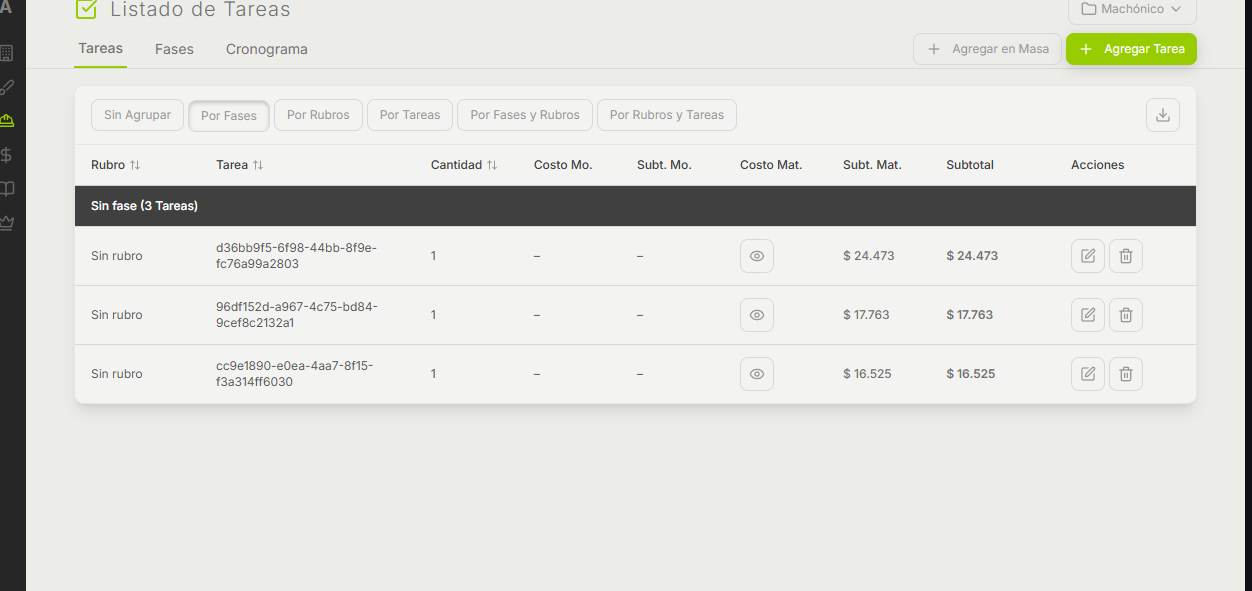 A
Listado de Tareas
Machónico
Tareas Fases Cronograma
Agregar en Masa
Agregar Tarea
Sin Agrupar Por Fases Por Rubros Por Tareas Por Fases y Rubros Por Rubros y Tareas
Rubro Tarea Cantidad Costo Mo. Subt. Mo. Costo Mat. Subt. Mat. Subtotal Acciones
Sin fase (3 Tareas)
Sin rubro d36bb9f5-6f98-44bb-8f9e- 1 – – $ 24.473 $ 24.473
fc76a99a2803
Sin rubro 96df152d-a967-4c75-bd84- 1 – – $ 17.763 $ 17.763
9cef8c2132a1
Sin rubro cc9e1890-e0ea-4aa7-8f15- 1 – – $ 16.525 $ 16.525
f3a314ff6030